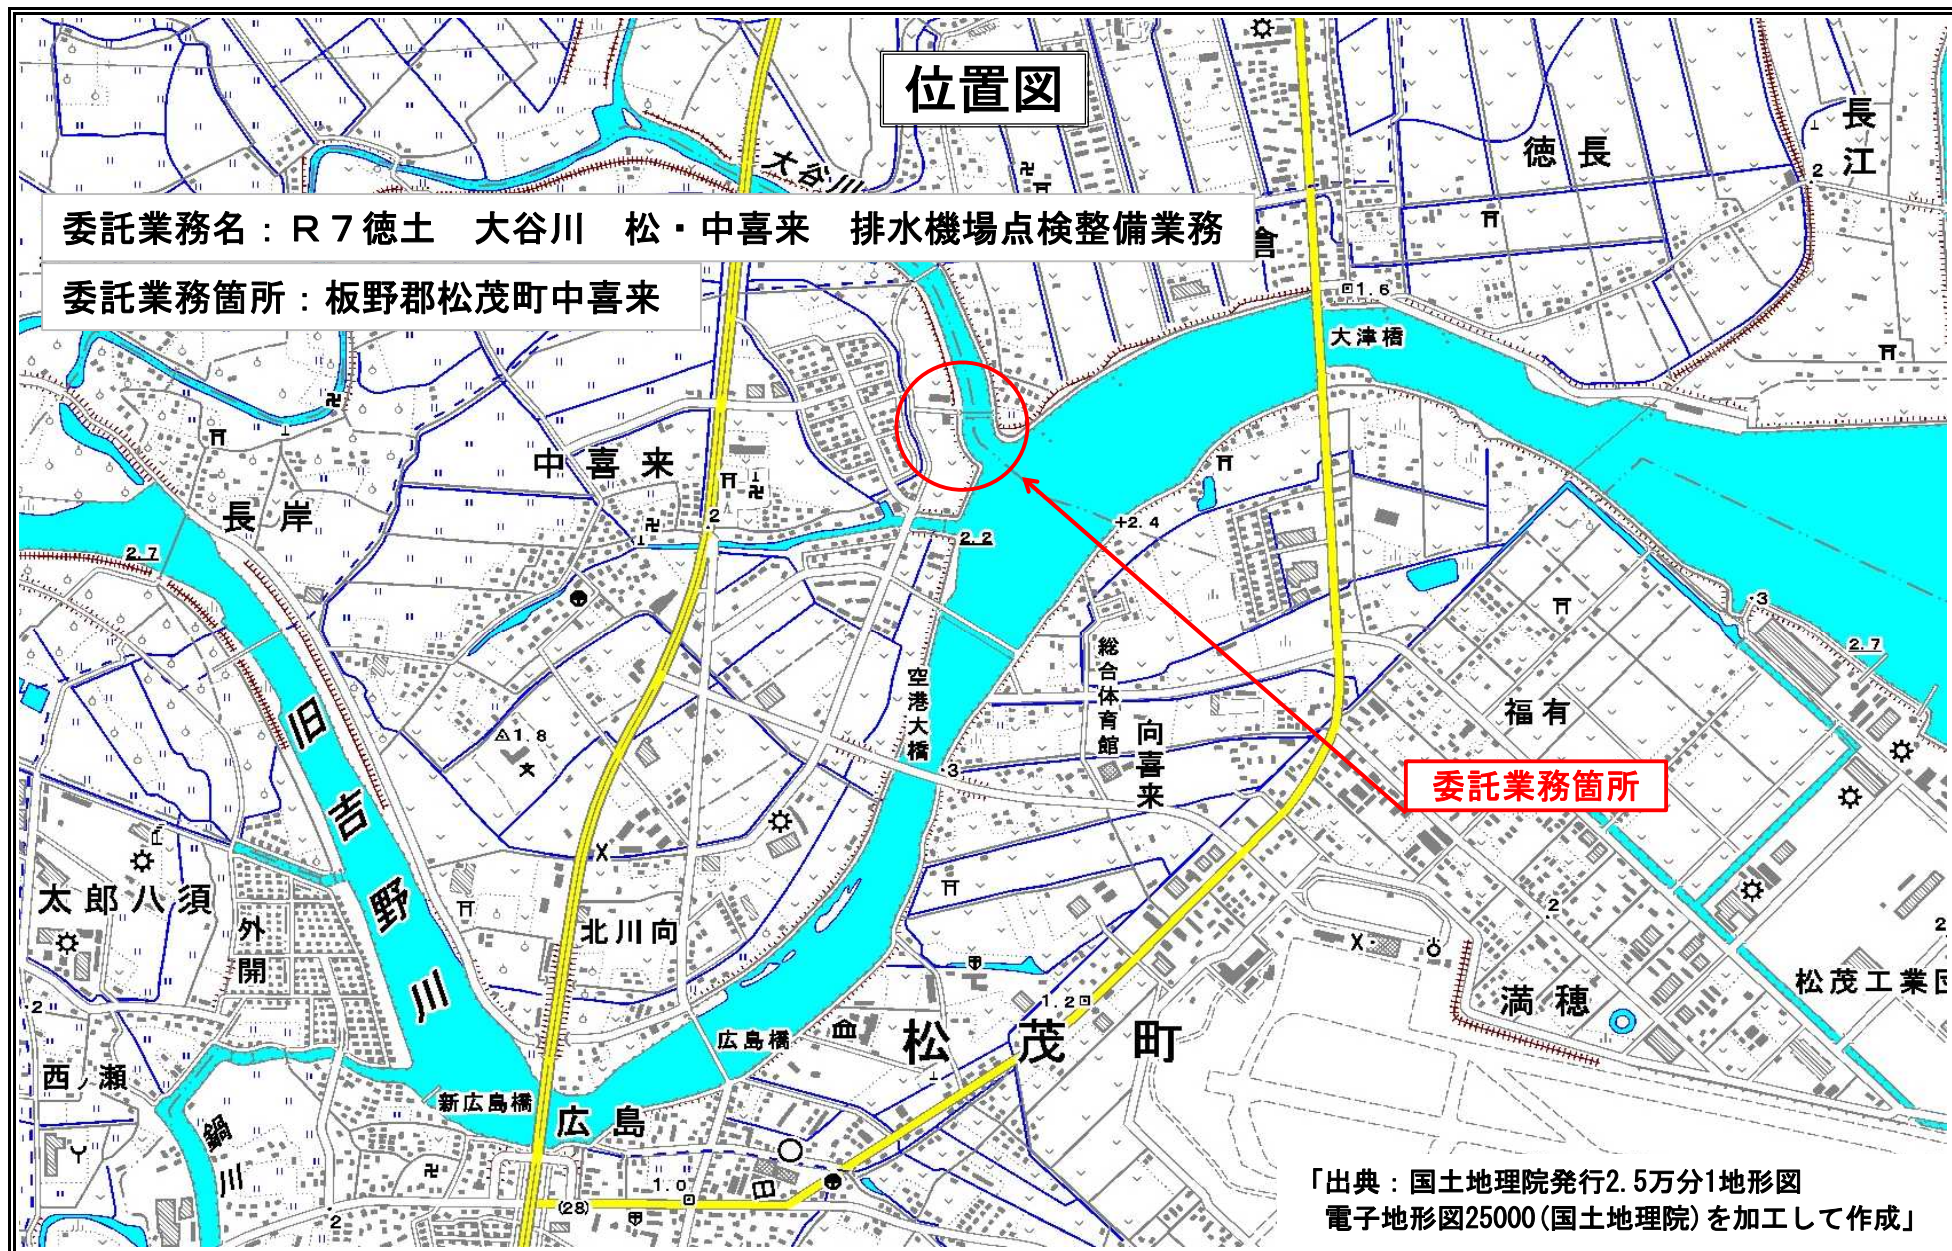 位置図
委託業務名：Ｒ７徳土　大谷川　松・中喜来　排水機場点検整備業務
委託業務箇所：板野郡松茂町中喜来
大谷川
徳長
長江
倉
1.6
2
大津橋
中喜来
長岸
2.7
2
2.2
+2.4
総合体育館
空港大橋
向喜来
福有
3
2.7
1.8
3
委託業務箇所
旧吉野川
太郎八須
外開
北川向
2
2
満穂
松茂工業団
2
1.2
松茂町
広島橋
西ノ瀬
新広島橋
広島
鍋川
1.0
(28)
2
「出典：国土地理院発行2.5万分1地形図
電子地形図25000(国土地理院)を加工して作成」